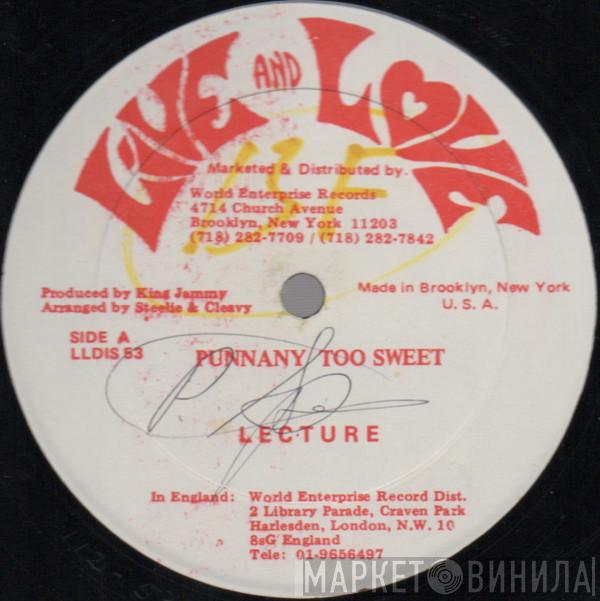 LIVE AND LOVE
Marketed & Distributed by.
World Enterprise Records
4714 Church Avenue
Brooklyn, New York 11203
(718) 282-7709 / (718) 282-7842
Produced by King Jammy
Arranged by Steelie & Cleavy
Made in Brooklyn, New York
U. S. A.
SIDE A
LLDIS 53
PUNNANY TOO SWEET
LECTURE
In England: World Enterprise Record Dist.
2 Library Parade, Craven Park
Harlesden, London, N.W. 10
8sG England
Tele: 01-9656497
МАРКЕТ ВИНИЛА